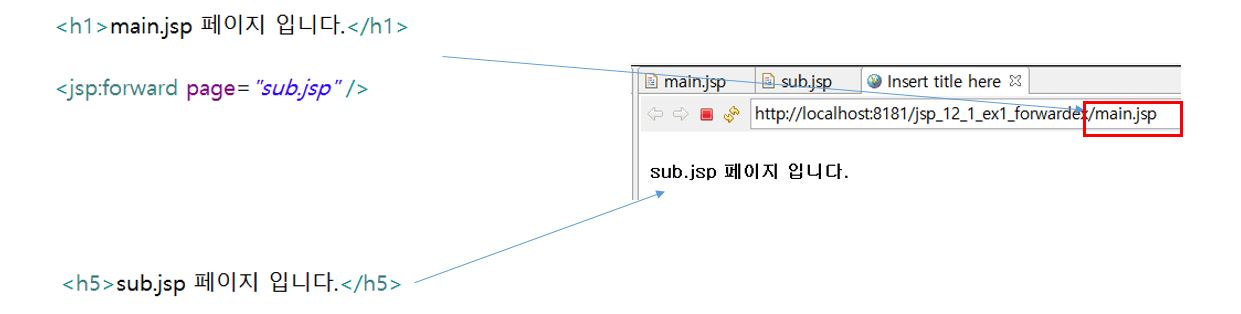 <h1>main.jsp 페이지 입니다.</h1>
<jsp:forward page="sub.jsp"/>
main.jsp sub.jsp Insert title here
http://localhost:8181/jsp_12_1_ex1_forwardex/main.jsp
sub.jsp 페이지 입니다.
<h5>sub.jsp 페이지 입니다.</h5>